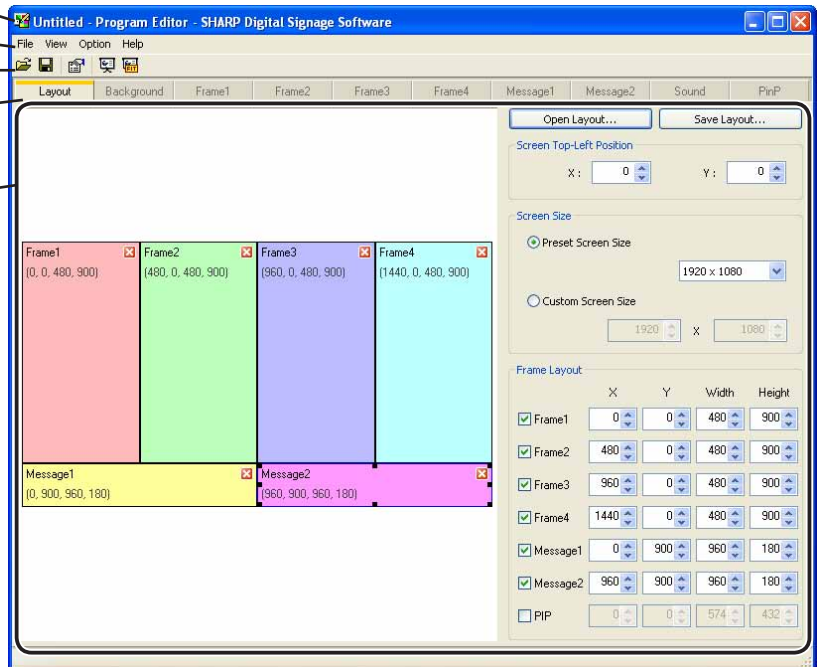 Untitled - Program Editor - SHARP Digital Signage Software
File View Option Help
Layout Background Frame1 Frame2 Frame3 Frame4 Message1 Message2 Sound PinP
Open Layout... Save Layout...
Screen Top-Left Position
X : 0 Y : 0
Screen Size
Preset Screen Size
1920 x 1080
Custom Screen Size
1920 X 1080
Frame1 Frame2 Frame3 Frame4
(0, 0, 480, 900) (480, 0, 480, 900) (960, 0, 480, 900) (1440, 0, 480, 900)
Message1 Message2
(0, 900, 960, 180) (960, 900, 960, 180)
Frame Layout
X Y Width Height
Frame1 0 0 480 900
Frame2 480 0 480 900
Frame3 960 0 480 900
Frame4 1440 0 480 900
Message1 0 900 960 180
Message2 960 900 960 180
PIP 0 0 574 432